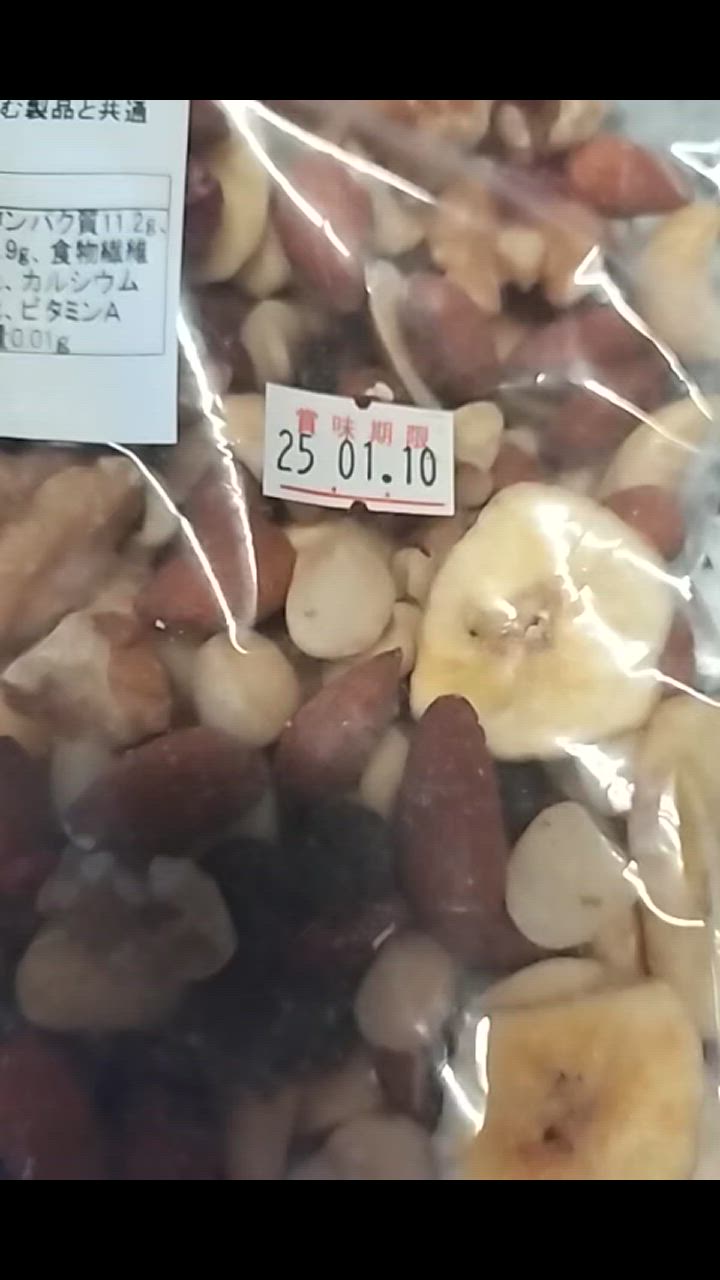 む製品と共通
ンパク質11.2g、
.9g、食物繊維
、カルシウム
、ビタミンA
0.01g
賞味期限
25 01.10